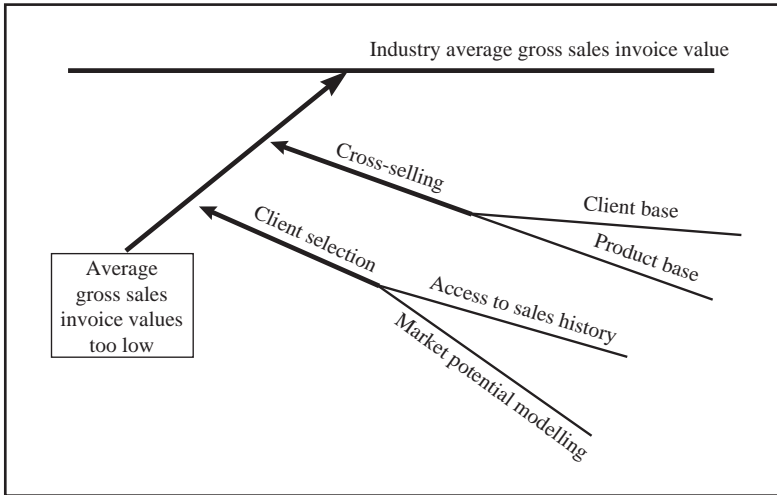 Industry average gross sales invoice value
Cross-selling
Client base
Product base
Client selection
Access to sales history
Market potential modelling
Average
gross sales
invoice values
too low